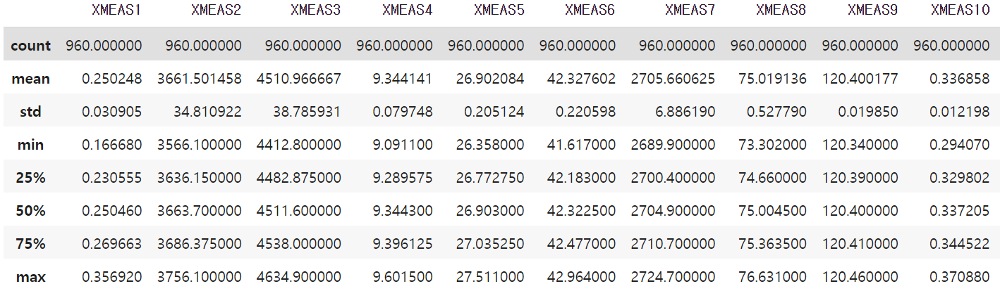 XMEAS1 XMEAS2 XMEAS3 XMEAS4 XMEAS5 XMEAS6 XMEAS7 XMEAS8 XMEAS9 XMEAS10
count 960.000000 960.000000 960.000000 960.000000 960.000000 960.000000 960.000000 960.000000 960.000000 960.000000
mean 0.250248 3661.501458 4510.966667 9.344141 26.902084 42.327602 2705.660625 75.019136 120.400177 0.336858
std 0.030905 34.810922 38.785931 0.079748 0.205124 0.220598 6.886190 0.527790 0.019850 0.012198
min 0.166680 3566.100000 4412.800000 9.091100 26.358000 41.617000 2689.900000 73.302000 120.340000 0.294070
25% 0.230555 3636.150000 4482.875000 9.289575 26.772750 42.183000 2700.400000 74.660000 120.390000 0.329802
50% 0.250460 3663.700000 4511.600000 9.344300 26.903000 42.322500 2704.900000 75.004500 120.400000 0.337205
75% 0.269663 3686.375000 4538.000000 9.396125 27.035250 42.477000 2710.700000 75.363500 120.410000 0.344522
max 0.356920 3756.100000 4634.900000 9.601500 27.511000 42.964000 2724.700000 76.631000 120.460000 0.370880